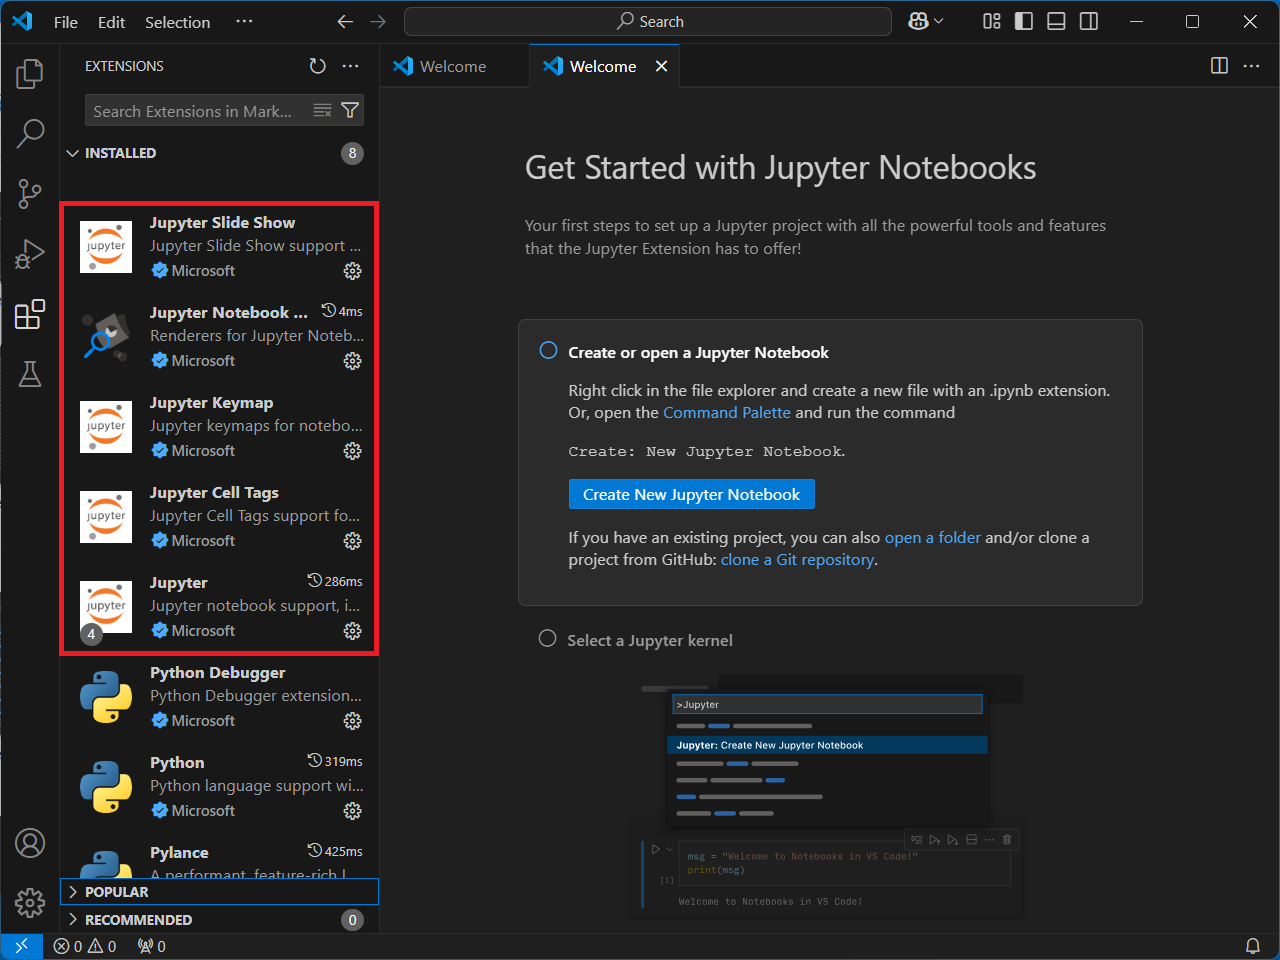 File Edit Selection ···
Search
EXTENSIONS
Welcome
Welcome
Search Extensions in Mark...
INSTALLED
8
Jupyter Slide Show
Jupyter Slide Show support ...
Microsoft
jupyter
Jupyter Notebook ...
4ms
Renderers for Jupyter Noteb...
Microsoft
Jupyter Keymap
Jupyter keymaps for notebo...
Microsoft
jupyter
Jupyter Cell Tags
Jupyter Cell Tags support fo...
Microsoft
jupyter
Jupyter
286ms
Jupyter notebook support, i...
Microsoft
jupyter
4
Python Debugger
Python Debugger extension...
Microsoft
Python
319ms
Python language support wi...
Microsoft
Pylance
425ms
A performant, feature-rich l
POPULAR
RECOMMENDED
0
Get Started with Jupyter Notebooks
Your first steps to set up a Jupyter project with all the powerful tools and features
that the Jupyter Extension has to offer!
Create or open a Jupyter Notebook
Right click in the file explorer and create a new file with an .ipynb extension.
Or, open the Command Palette and run the command
Create: New Jupyter Notebook.
Create New Jupyter Notebook
If you have an existing project, you can also open a folder and/or clone a
project from GitHub: clone a Git repository.
Select a Jupyter kernel
>Jupyter
Jupyter: Create New Jupyter Notebook
msg = "Welcome to Notebooks in VS Code!"
print(msg)
[1]
Welcome to Notebooks in VS Code!
0 0 0